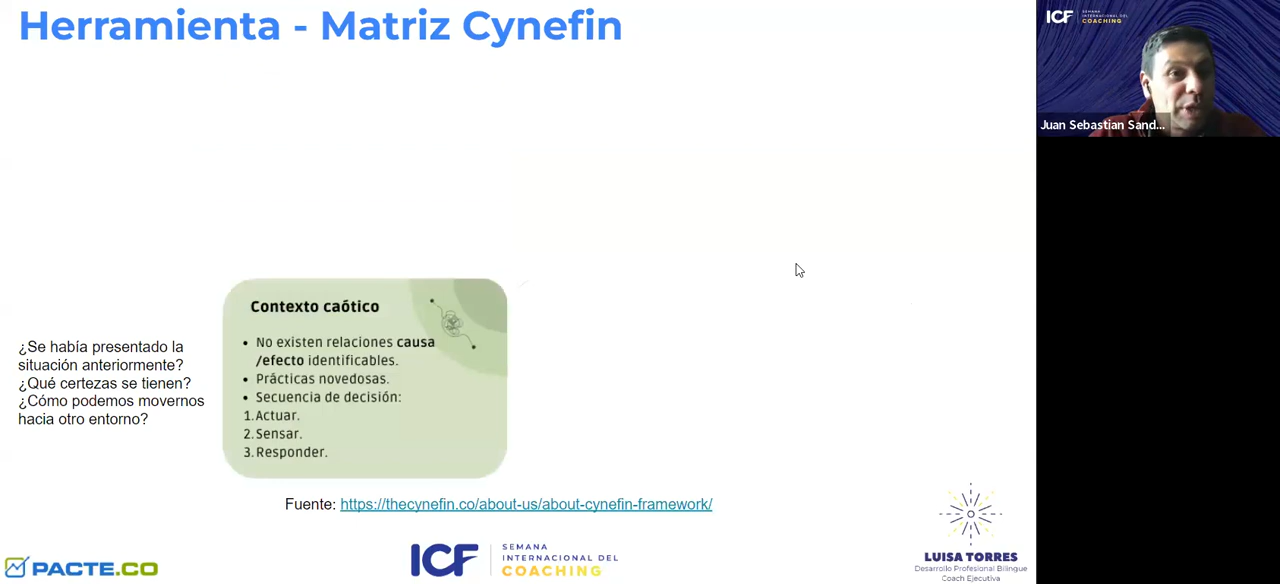 Herramienta - Matriz Cynefin
ICF
SEMANA
INTERNACIONAL DEL
COACHING
Juan Sebastian Sand...
Contexto caótico
• No existen relaciones causa
/efecto identificables.
• Prácticas novedosas.
• Secuencia de decisión:
1. Actuar.
2. Sensar.
3. Responder.
¿Se había presentado la
situación anteriormente?
¿Qué certezas se tienen?
¿Cómo podemos movernos
hacia otro entorno?
Fuente: https://thecynefin.co/about-us/about-cynefin-framework/
PACTE.CO
ICF
SEMANA
INTERNACIONAL DEL
COACHING
LUISA TORRES
Desarrollo Profesional Bilingüe
Coach Ejecutiva